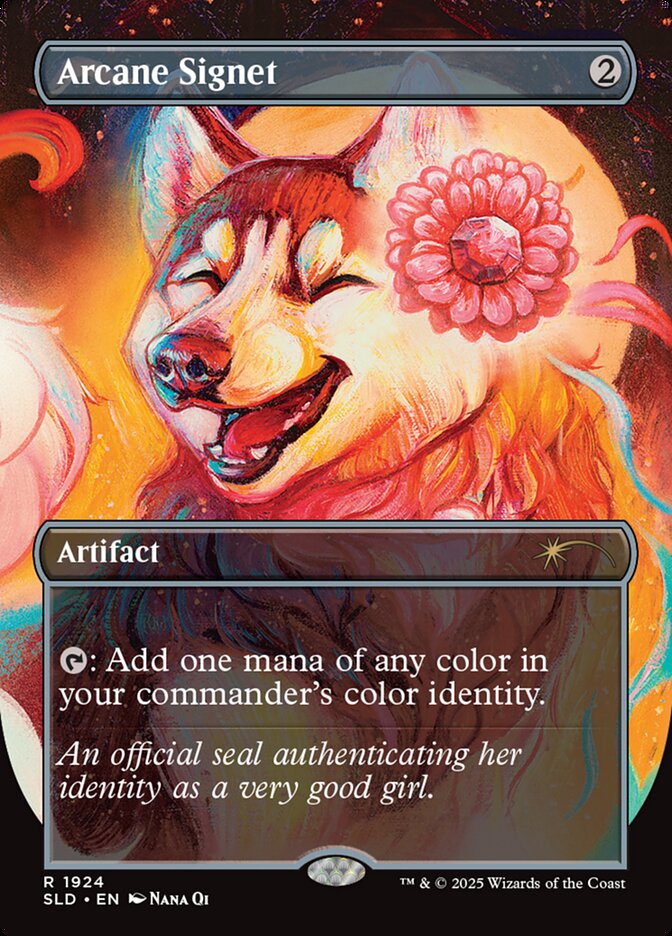 Arcane Signet 2
Artifact
: Add one mana of any color in
your commander’s color identity.
An official seal authenticating her
identity as a very good girl.
R 1924
SLD • EN Nana Qi
™ & © 2025 Wizards of the Coast